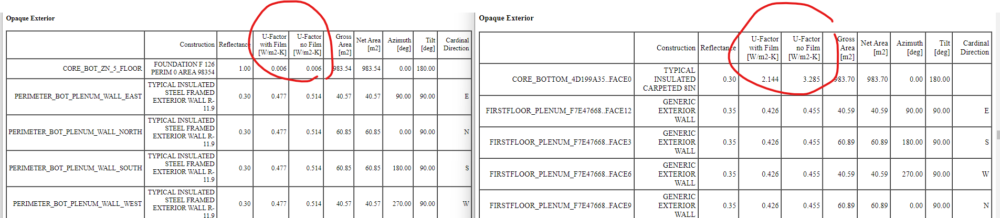 Opaque Exterior
Construction Reflectance U-Factor with Film [W/m2-K] U-Factor no Film [W/m2-K] Gross Area [m2] Net Area [m2] Azimuth [deg] Tilt [deg] Cardinal Direction
CORE_BOT_ZN_5_FLOOR FOUNDATION F 126 PERIM 0 AREA 98354 1.00 0.006 0.006 983.54 983.54 0.00 180.00
PERIMETER_BOT_PLENUM_WALL_EAST TYPICAL INSULATED STEEL FRAMED EXTERIOR WALL R-11.9 0.30 0.477 0.514 40.57 40.57 90.00 90.00 E
PERIMETER_BOT_PLENUM_WALL_NORTH TYPICAL INSULATED STEEL FRAMED EXTERIOR WALL R-11.9 0.30 0.477 0.514 60.85 60.85 0.00 90.00 N
PERIMETER_BOT_PLENUM_WALL_SOUTH TYPICAL INSULATED STEEL FRAMED EXTERIOR WALL R-11.9 0.30 0.477 0.514 60.85 60.85 180.00 90.00 S
PERIMETER_BOT_PLENUM_WALL_WEST TYPICAL INSULATED STEEL FRAMED EXTERIOR WALL R-11.9 0.30 0.477 0.514 40.57 40.57 270.00 90.00 W
Opaque Exterior
Construction Reflectance U-Factor with Film [W/m2-K] U-Factor no Film [W/m2-K] Gross Area [m2] Net Area [m2] Azimuth [deg] Tilt [deg] Cardinal Direction
CORE_BOTTOM_4D199A35..FACE0 TYPICAL INSULATED CARPETED 8IN 0.30 2.144 3.285 983.70 983.70 0.00 180.00
FIRSTFLOOR_PLENUM_F7E47668..FACE12 GENERIC EXTERIOR WALL 0.35 0.426 0.455 40.59 40.59 90.00 90.00 E
FIRSTFLOOR_PLENUM_F7E47668..FACE3 GENERIC EXTERIOR WALL 0.35 0.426 0.455 60.89 60.89 180.00 90.00 S
FIRSTFLOOR_PLENUM_F7E47668..FACE6 GENERIC EXTERIOR WALL 0.35 0.426 0.455 40.59 40.59 270.00 90.00 W
FIRSTFLOOR_PLENUM_F7E47668..FACE9 GENERIC EXTERIOR WALL 0.35 0.426 0.455 60.89 60.89 0.00 90.00 N